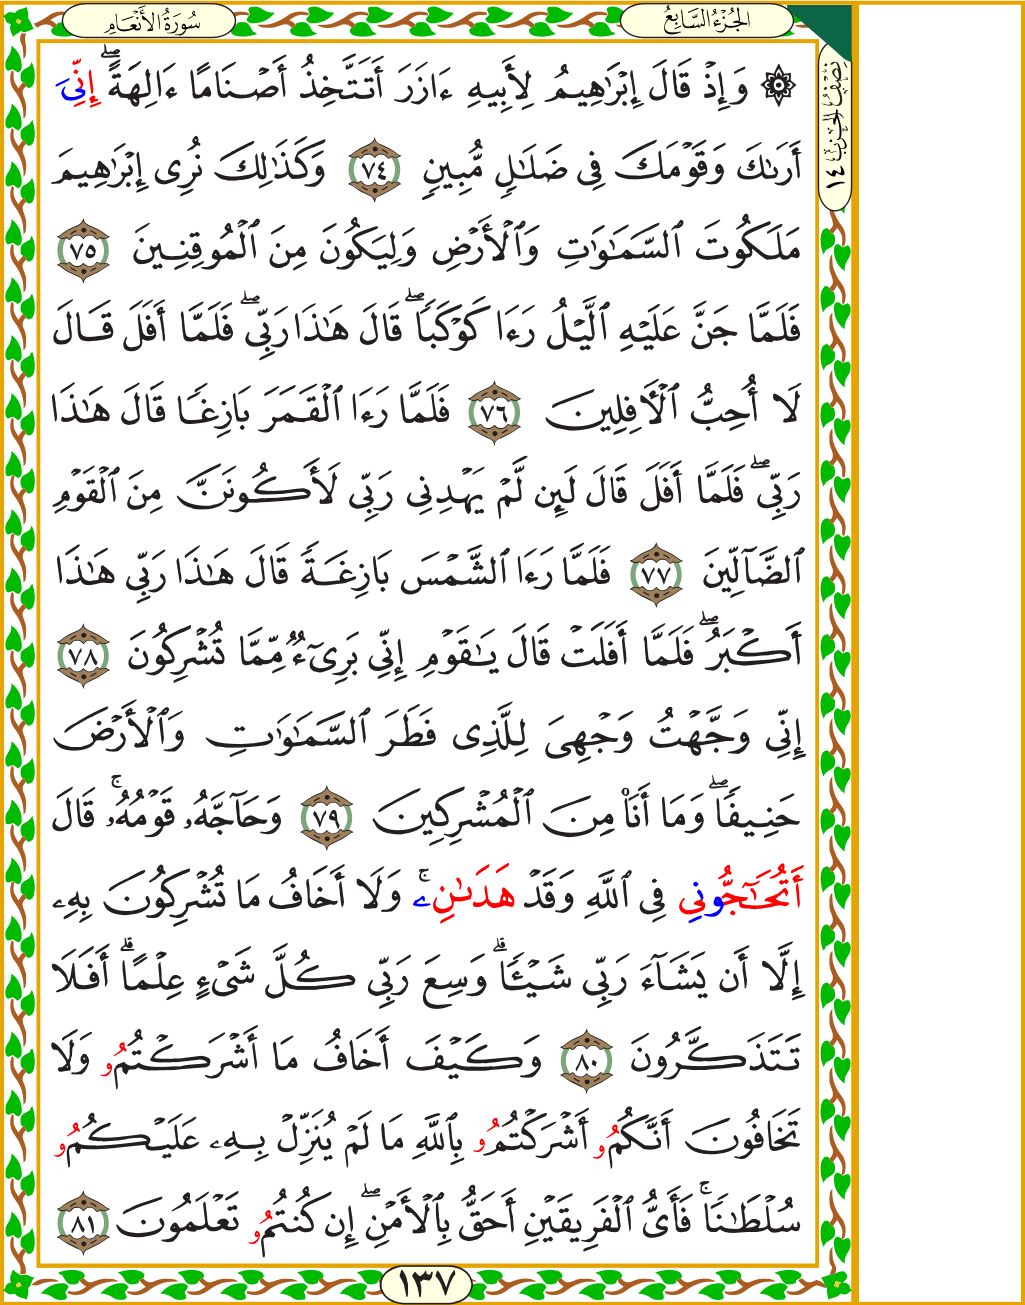 سُورَةُ الأَنْعَام
الجُزْءُ السَّابِعُ
نِصْفُ الحِزْبِ ١٤
۞ وَإِذْ قَالَ إِبْرَٰهِيمُ لِأَبِيهِ ءَازَرَ أَتَتَّخِذُ أَصْنَامًا ءَالِهَةًۖ إِنِّىَ
أَرَىٰكَ وَقَوْمَكَ فِى ضَلَٰلٖ مُّبِينٖ ٧٤ وَكَذَٰلِكَ نُرِى إِبْرَٰهِيمَ
مَلَكُوتَ ٱلسَّمَٰوَٰتِ وَٱلْأَرْضِ وَلِيَكُونَ مِنَ ٱلْمُوقِنِينَ ٧٥
فَلَمَّا جَنَّ عَلَيْهِ ٱلَّيْلُ رَءَا كَوْكَبٗاۖ قَالَ هَٰذَا رَبِّىۖ فَلَمَّا أَفَلَ قَالَ
لَا أُحِبُّ ٱلْأَفِلِينَ ٧٦ فَلَمَّا رَءَا ٱلْقَمَرَ بَازِغٗا قَالَ هَٰذَا
رَبِّىۖ فَلَمَّا أَفَلَ قَالَ لَئِن لَّمْ يَهْدِنِى رَبِّى لَأَكُونَنَّ مِنَ ٱلْقَوْمِ
ٱلضَّآلِّينَ ٧٧ فَلَمَّا رَءَا ٱلشَّمْسَ بَازِغَةٗ قَالَ هَٰذَا رَبِّى هَٰذَا
أَكْبَرُۖ فَلَمَّا أَفَلَتْ قَالَ يَٰقَوْمِ إِنِّى بَرِىءٞ مِّمَّا تُشْرِكُونَ ٧٨
إِنِّى وَجَّهْتُ وَجْهِىَ لِلَّذِى فَطَرَ ٱلسَّمَٰوَٰتِ وَٱلْأَرْضَ
حَنِيفٗاۖ وَمَا أَنَا۠ مِنَ ٱلْمُشْرِكِينَ ٧٩ وَحَآجَّهُۥ قَوْمُهُۥۚ قَالَ
أَتُحَٰٓجُّونِى فِى ٱللَّهِ وَقَدْ هَدَىٰنِۦۚ وَلَا أَخَافُ مَا تُشْرِكُونَ بِهِۦ
إِلَّا أَن يَشَآءَ رَبِّى شَيْـٔٗاۗ وَسِعَ رَبِّى كُلَّ شَىْءٍ عِلْمًاۗ أَفَلَا
تَتَذَكَّرُونَ ٨٠ وَكَيْفَ أَخَافُ مَا أَشْرَكْتُمُۥ وَلَا
تَخَافُونَ أَنَّكُمُۥ أَشْرَكْتُمُۥ بِٱللَّهِ مَا لَمْ يُنَزِّلْ بِهِۦ عَلَيْكُمُۥ
سُلْطَٰنٗاۚ فَأَىُّ ٱلْفَرِيقَيْنِ أَحَقُّ بِٱلْأَمْنِۖ إِن كُنتُمُۥ تَعْلَمُونَ ٨١
١٣٧